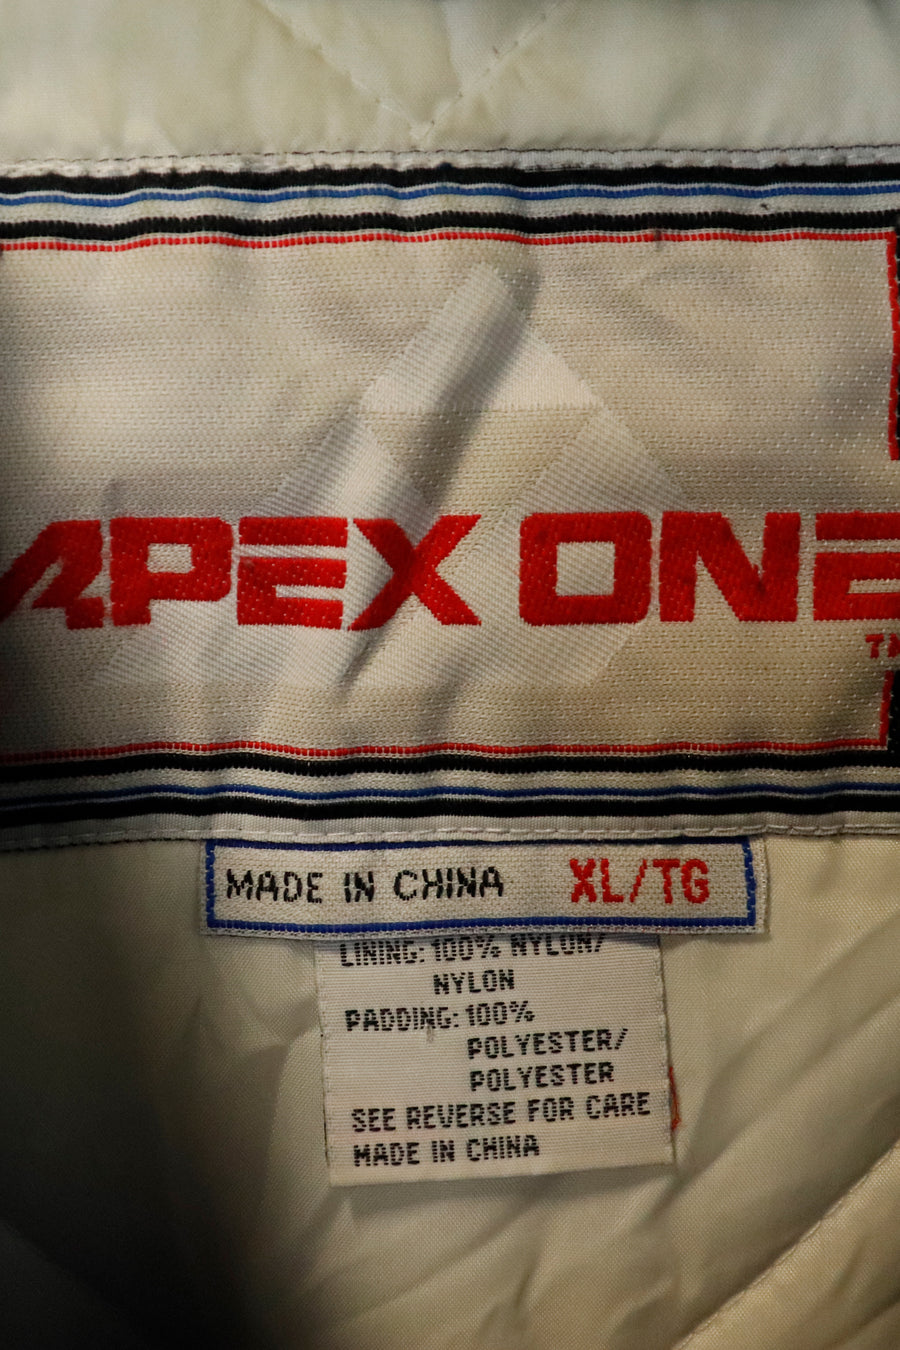 APEX ONE
TM
MADE IN CHINA XL/TG
LINING: 100% NYLON/
NYLON
PADDING: 100%
POLYESTER/
POLYESTER
SEE REVERSE FOR CARE
MADE IN CHINA